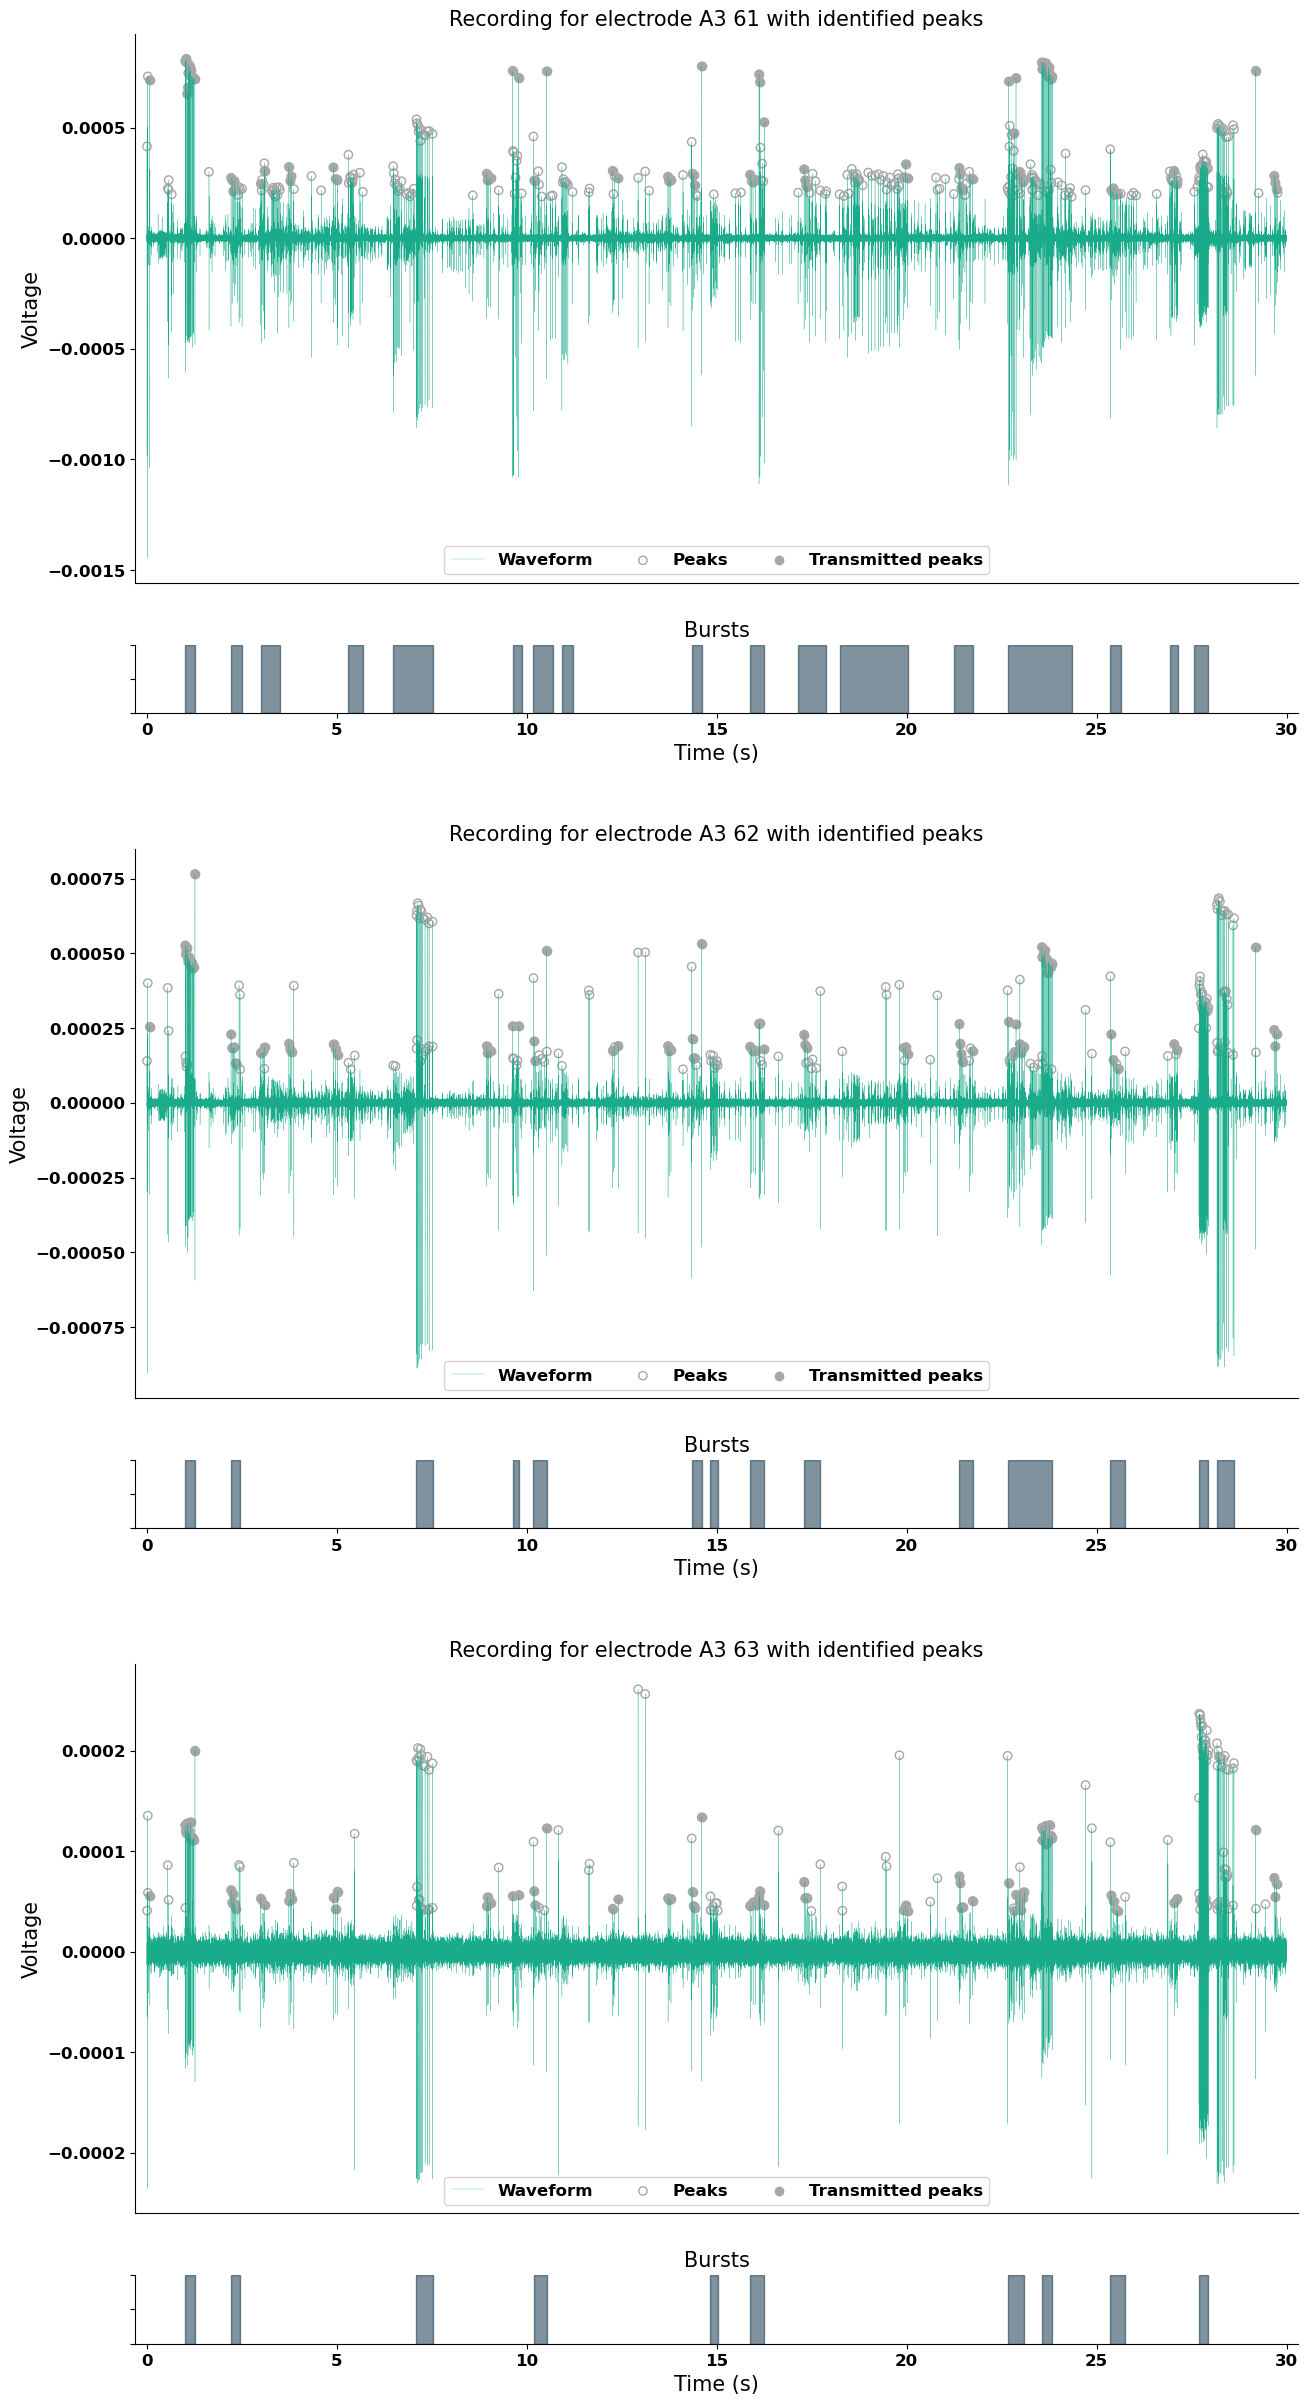 Recording for electrode A3 61 with identified peaks
0.0005
0.0000
−0.0005
−0.0010
−0.0015
Voltage
Waveform Peaks Transmitted peaks
Bursts
0 5 10 15 20 25 30
Time (s)
Recording for electrode A3 62 with identified peaks
0.00075
0.00050
0.00025
0.00000
−0.00025
−0.00050
−0.00075
Voltage
Waveform Peaks Transmitted peaks
Bursts
0 5 10 15 20 25 30
Time (s)
Recording for electrode A3 63 with identified peaks
0.0002
0.0001
0.0000
−0.0001
−0.0002
Voltage
Waveform Peaks Transmitted peaks
Bursts
0 5 10 15 20 25 30
Time (s)